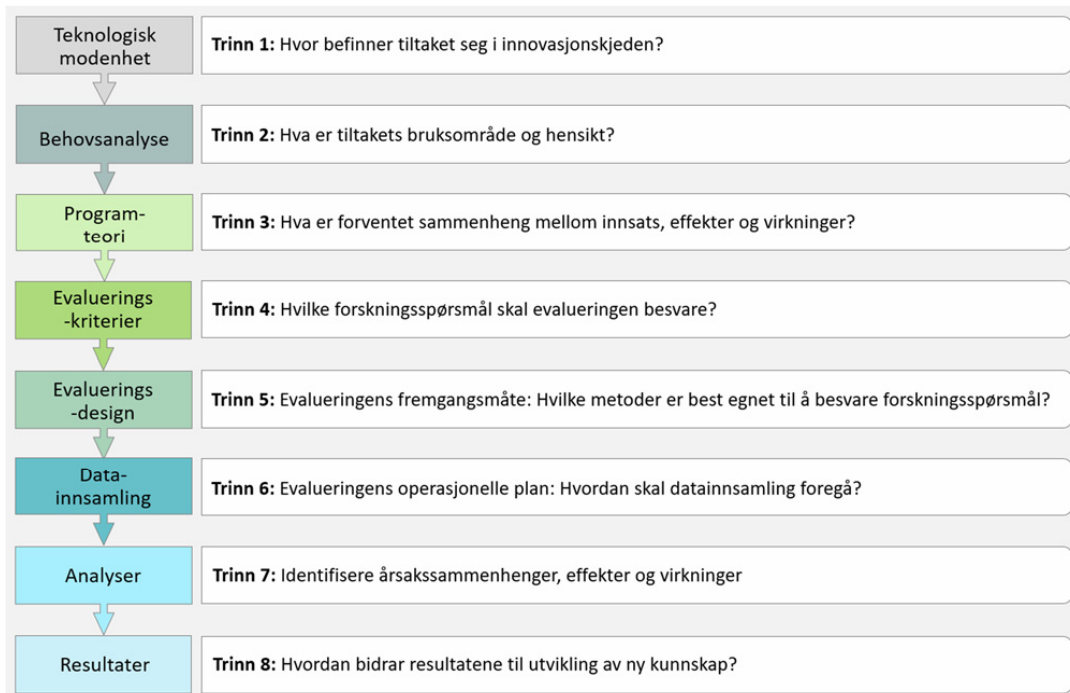 Teknologisk
modenhet
Trinn 1: Hvor befinner tiltaket seg i innovasjonskjeden?
Behovsanalyse
Trinn 2: Hva er tiltakets bruksområde og hensikt?
Program-
teori
Trinn 3: Hva er forventet sammenheng mellom innsats, effekter og virkninger?
Evaluerings
-kriterier
Trinn 4: Hvilke forskningsspørsmål skal evalueringen besvare?
Evaluerings
-design
Trinn 5: Evalueringens fremgangsmåte: Hvilke metoder er best egnet til å besvare forskningsspørsmål?
Data-
innsamling
Trinn 6: Evalueringens operasjonelle plan: Hvordan skal datainnsamling foregå?
Analyser
Trinn 7: Identifisere årsakssammenhenger, effekter og virkninger
Resultater
Trinn 8: Hvordan bidrar resultatene til utvikling av ny kunnskap?